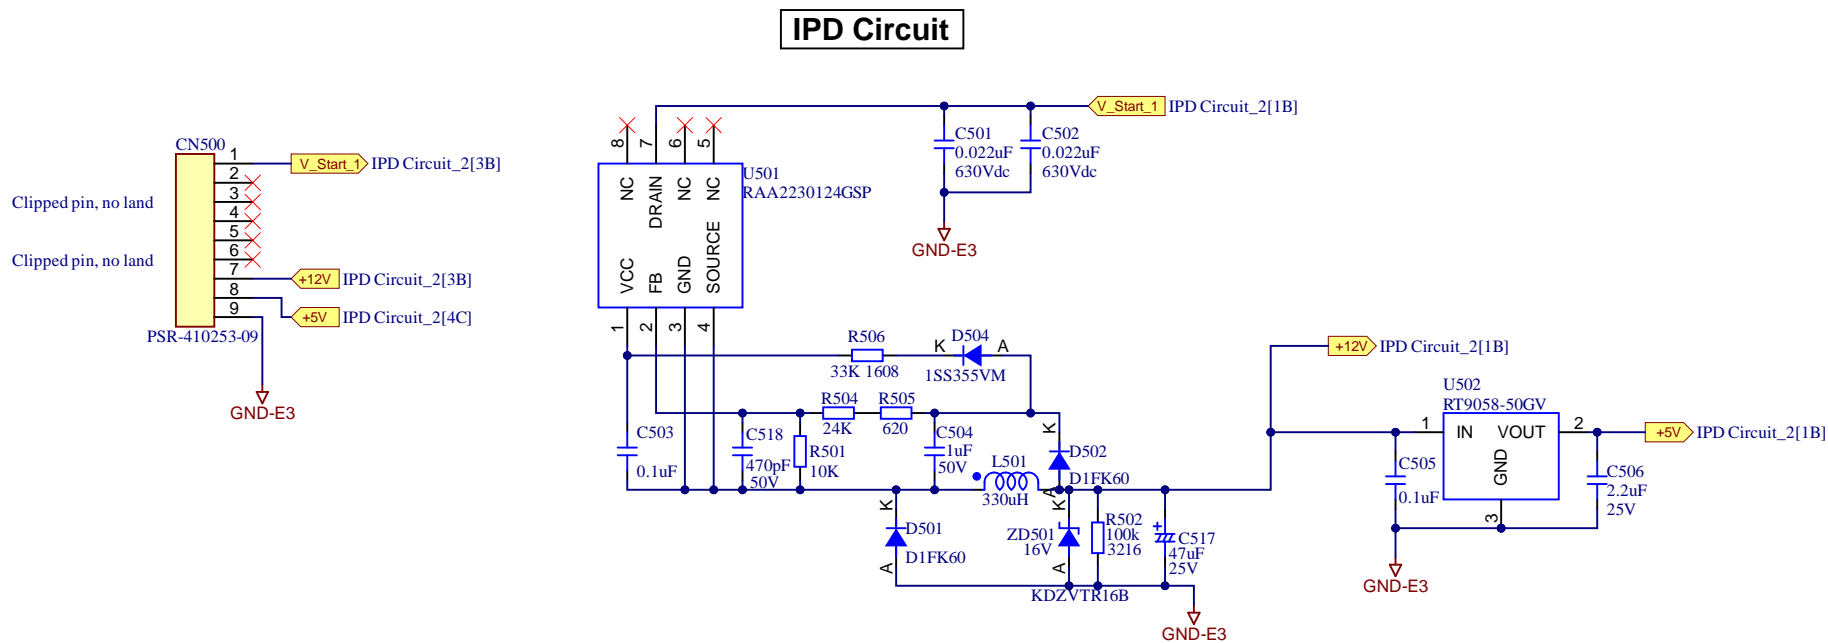 IPD Circuit
CN500
1
V_Start_1
IPD Circuit_2[3B]
2
3
Clipped pin, no land
4
5
6
Clipped pin, no land
7
+12V
IPD Circuit_2[3B]
8
+5V
IPD Circuit_2[4C]
9
PSR-410253-09
GND-E3
8
7
6
5
NC
DRAIN
NC
NC
U501
RAA2230124GSP
VCC
FB
GND
SOURCE
1
2
3
4
V_Start_1
IPD Circuit_2[1B]
C501
0.022uF
630Vdc
C502
0.022uF
630Vdc
GND-E3
R506
33K 1608
K
D504
A
1SS355VM
R504
24K
R505
620
C503
0.1uF
C518
470pF
50V
R501
10K
C504
1uF
50V
L501
330uH
K
D502
D1FK60
A
K
D501
D1FK60
A
K
ZD501
16V
A
KDZVTR16B
R502
100k
3216
+
C517
47uF
25V
GND-E3
+12V
IPD Circuit_2[1B]
U502
RT9058-50GV
1
IN
VOUT
2
GND
3
+5V
IPD Circuit_2[1B]
C505
0.1uF
C506
2.2uF
25V
GND-E3